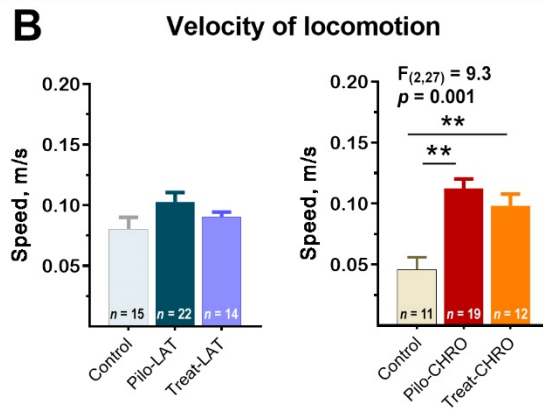 B
Velocity of locomotion
Speed, m/s
0.20
0.15
0.10
0.05
n = 15
n = 22
n = 14
Control
Pilo-LAT
Treat-LAT
Speed, m/s
0.20
0.15
0.10
0.05
F(2,27) = 9.3
p = 0.001
**
**
n = 11
n = 19
n = 12
Control
Pilo-CHRO
Treat-CHRO